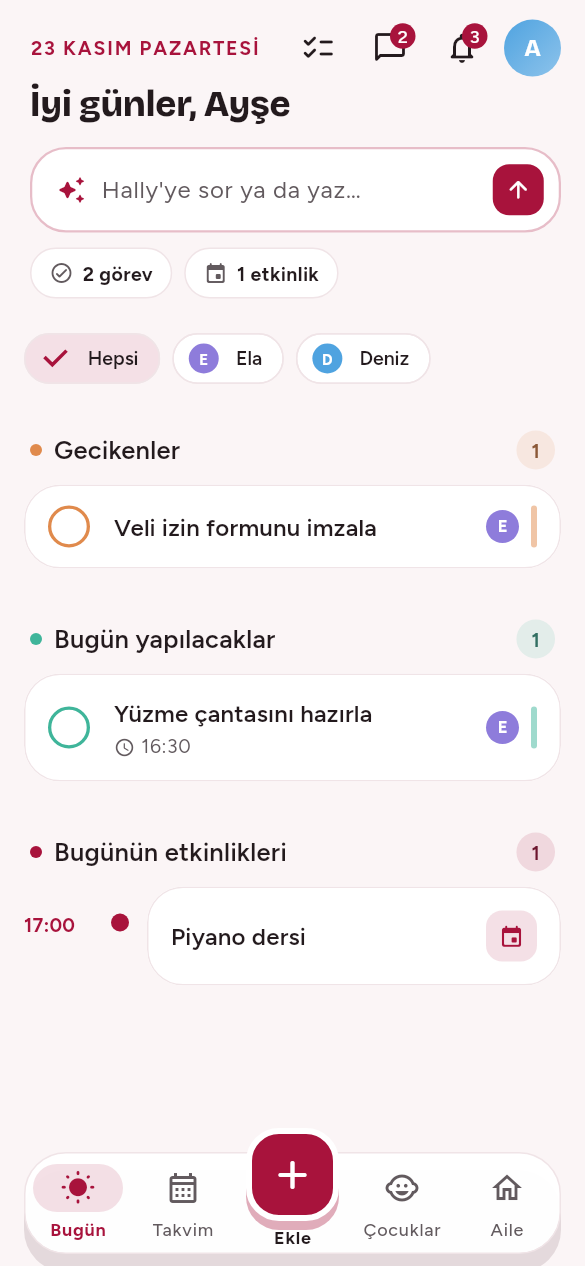 23 KASIM PAZARTESİ
2
3
A
İyi günler, Ayşe
Hally'ye sor ya da yaz...
2 görev
1 etkinlik
Hepsi
E Ela
D Deniz
Gecikenler
1
Veli izin formunu imzala
E
Bugün yapılacaklar
1
Yüzme çantasını hazırla
E
16:30
Bugünün etkinlikleri
1
17:00
Piyano dersi
Bugün
Takvim
Ekle
Çocuklar
Aile